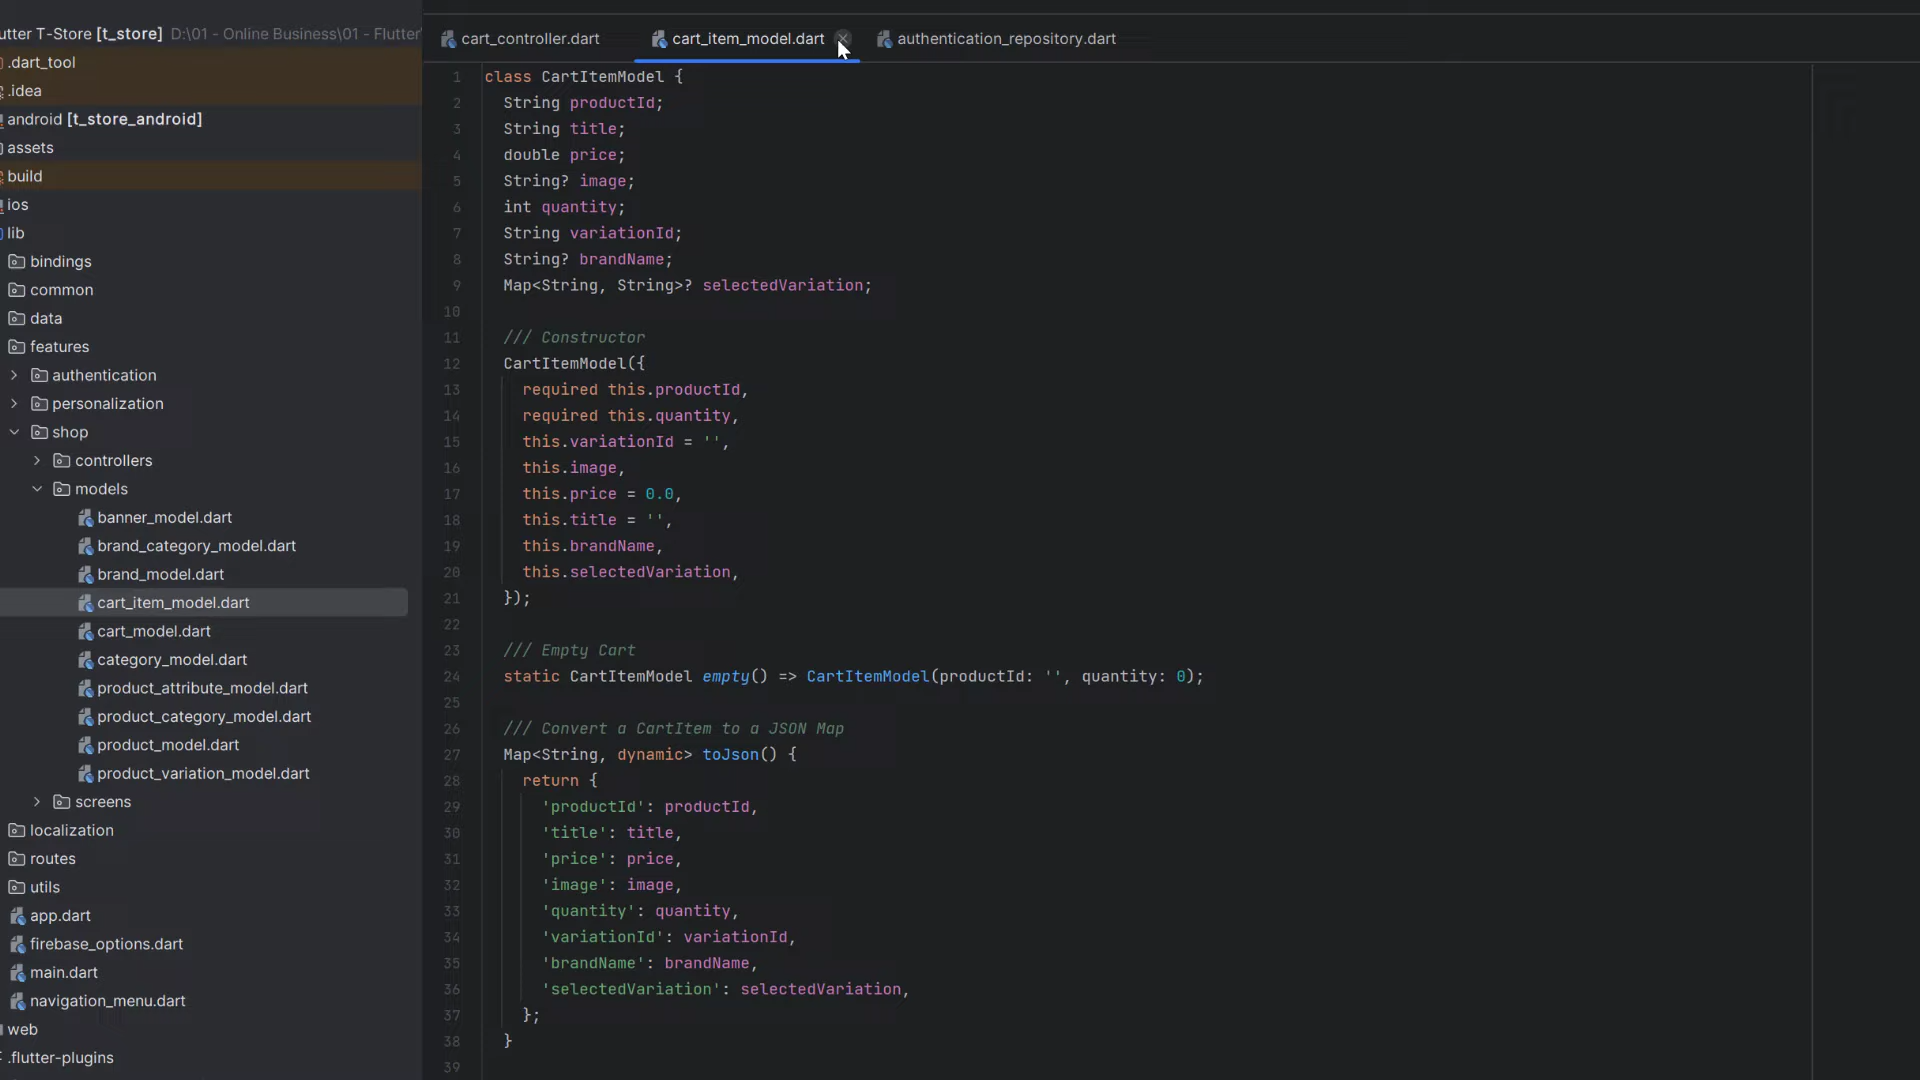 utter T-Store [t_store] D:\01 - Online Business\01 - Flutter
.dart_tool
.idea
android [t_store_android]
assets
build
ios
lib
bindings
common
data
features
authentication
personalization
shop
controllers
models
banner_model.dart
brand_category_model.dart
brand_model.dart
cart_item_model.dart
cart_model.dart
category_model.dart
product_attribute_model.dart
product_category_model.dart
product_model.dart
product_variation_model.dart
screens
localization
routes
utils
app.dart
firebase_options.dart
main.dart
navigation_menu.dart
web
.flutter-plugins
cart_controller.dart
cart_item_model.dart
authentication_repository.dart
1 class CartItemModel {
2 String productId;
3 String title;
4 double price;
5 String? image;
6 int quantity;
7 String variationId;
8 String? brandName;
9 Map<String, String>? selectedVariation;
10
11 /// Constructor
12 CartItemModel({
13 required this.productId,
14 required this.quantity,
15 this.variationId = '',
16 this.image,
17 this.price = 0.0,
18 this.title = '',
19 this.brandName,
20 this.selectedVariation,
21 });
22
23 /// Empty Cart
24 static CartItemModel empty() => CartItemModel(productId: '', quantity: 0);
25
26 /// Convert a CartItem to a JSON Map
27 Map<String, dynamic> toJson() {
28 return {
29 'productId': productId,
30 'title': title,
31 'price': price,
32 'image': image,
33 'quantity': quantity,
34 'variationId': variationId,
35 'brandName': brandName,
36 'selectedVariation': selectedVariation,
37 };
38 }
39